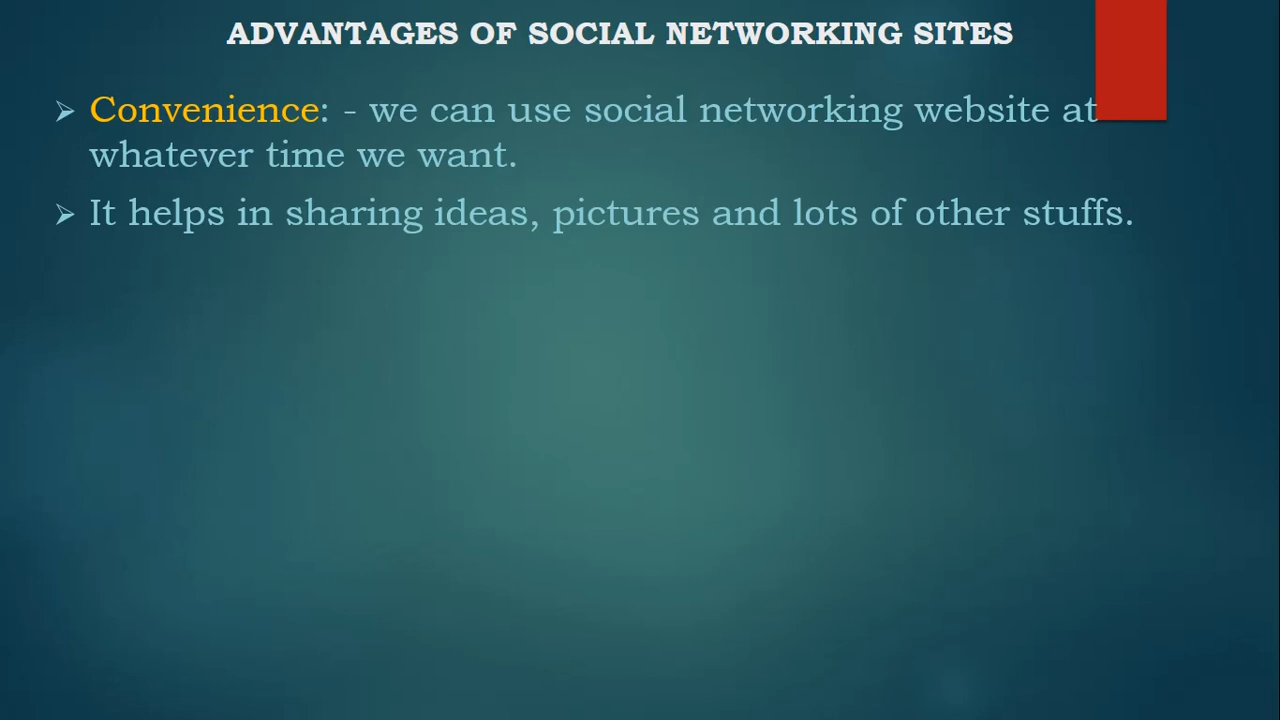 ADVANTAGES OF SOCIAL NETWORKING SITES
➢ Convenience: - we can use social networking website at
whatever time we want.
➢ It helps in sharing ideas, pictures and lots of other stuffs.